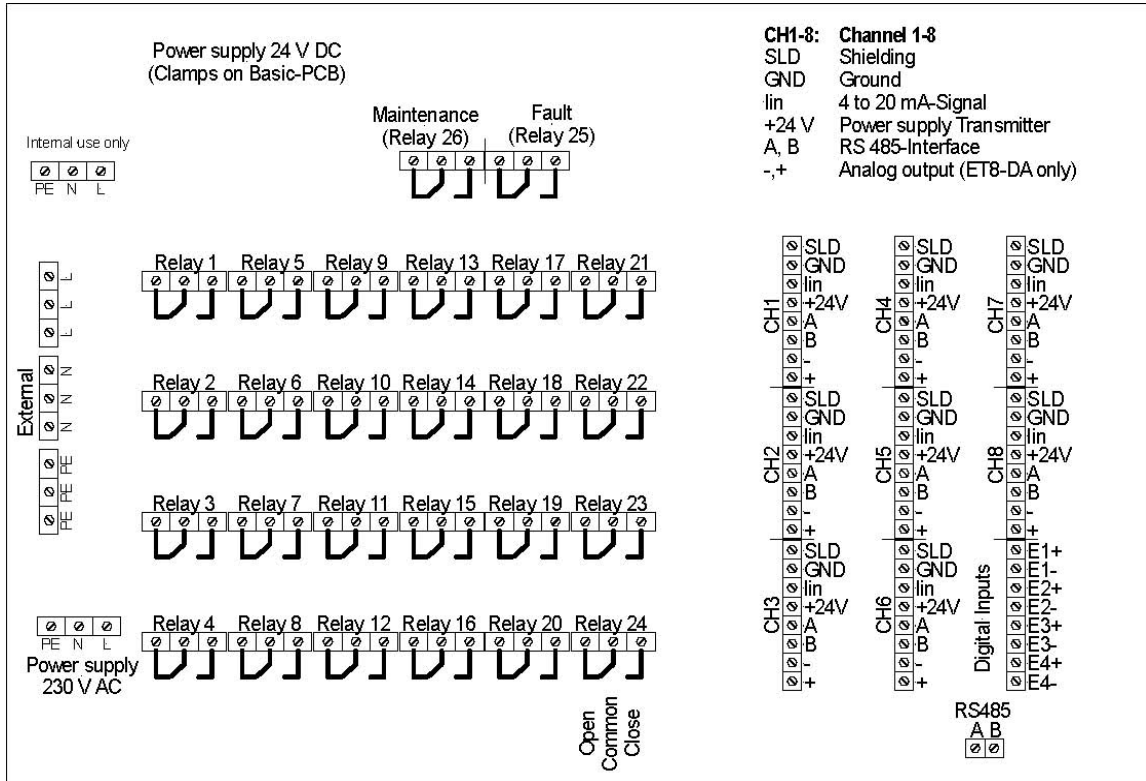 Power supply 24 V DC
(Clamps on Basic-PCB)
CH1-8: Channel 1-8
SLD Shielding
GND Ground
Iin 4 to 20 mA-Signal
+24 V Power supply Transmitter
A, B RS 485-Interface
-,+ Analog output (ET8-DA only)
Maintenance
(Relay 26)
Fault
(Relay 25)
Internal use only
PE N L
External
L
L
L
N
N
N
PE
PE
PE
Relay 1 Relay 5 Relay 9 Relay 13 Relay 17 Relay 21
Relay 2 Relay 6 Relay 10 Relay 14 Relay 18 Relay 22
Relay 3 Relay 7 Relay 11 Relay 15 Relay 19 Relay 23
Relay 4 Relay 8 Relay 12 Relay 16 Relay 20 Relay 24
PE N L
Power supply
230 V AC
Open
Common
Close
CH1
SLD
GND
Iin
+24V
A
B
-
+
CH2
SLD
GND
Iin
+24V
A
B
-
+
CH3
SLD
GND
Iin
+24V
A
B
-
+
CH4
SLD
GND
Iin
+24V
A
B
-
+
CH5
SLD
GND
Iin
+24V
A
B
-
+
CH6
SLD
GND
Iin
+24V
A
B
-
+
CH7
SLD
GND
Iin
+24V
A
B
-
+
CH8
SLD
GND
Iin
+24V
A
B
-
+
Digital Inputs
E1+
E1-
E2+
E2-
E3+
E3-
E4+
E4-
RS485
A B